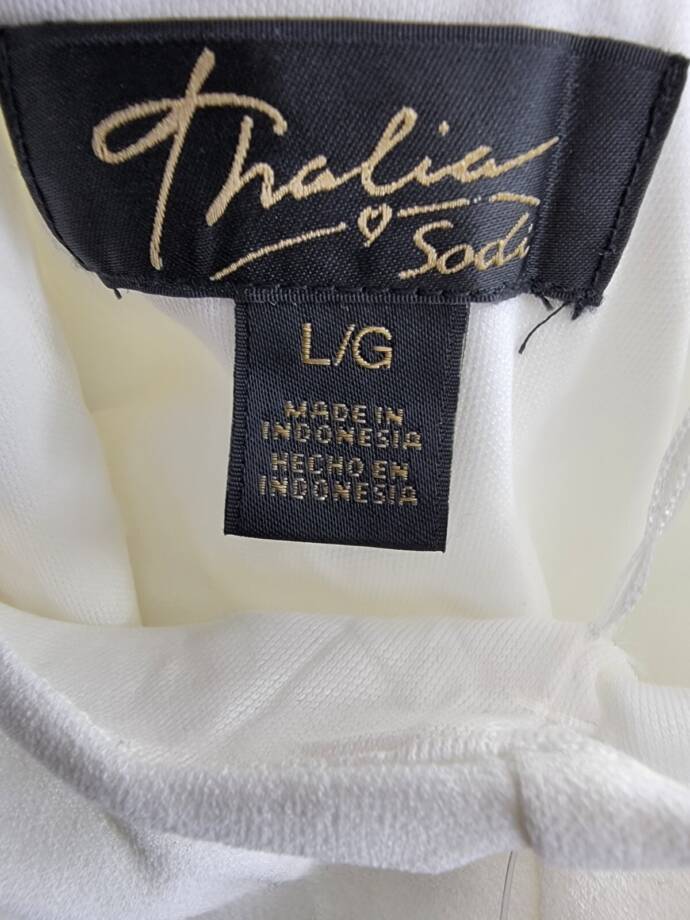 Thalia
Sodi
L/G
MADE IN
INDONESIA
HECHO EN
INDONESIA